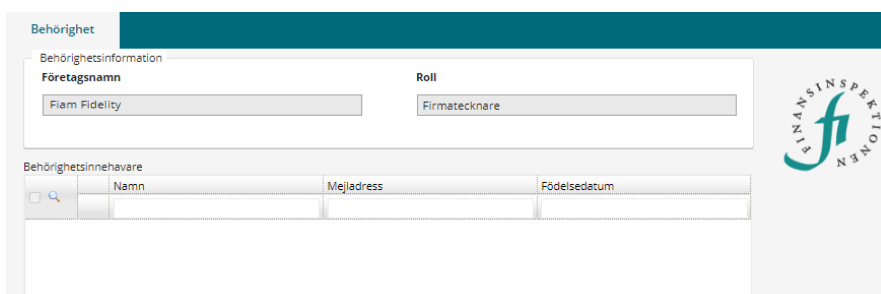 Behörighet
Behörighetsinformation
Företagsnamn Roll
Fiam Fidelity Firmatecknare
FINANSINSPEKTIONEN
fi
Behörighetsinnehavare
Namn Mejladress Födelsedatum